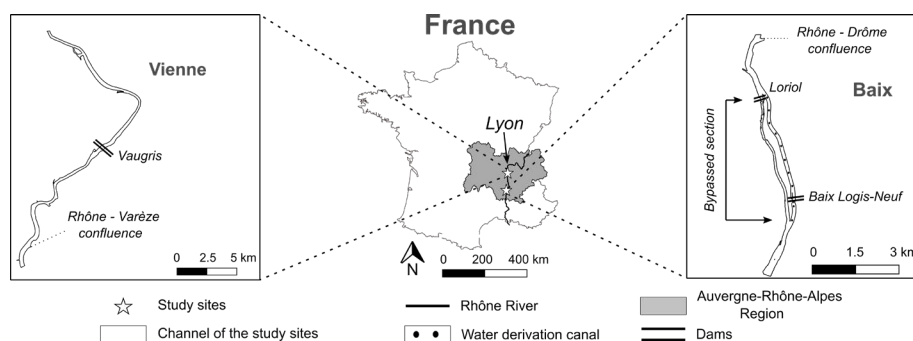 France
Vienne
Vaugris
Rhône - Varèze
confluence
0 2.5 5 km
Lyon
N
0 200 400 km
Rhône - Drôme
confluence
Loriol
Baix
Bypassed section
Baix Logis-Neuf
0 1.5 3 km
Study sites
Rhône River
Auvergne-Rhône-Alpes
Region
Channel of the study sites
Water derivation canal
Dams